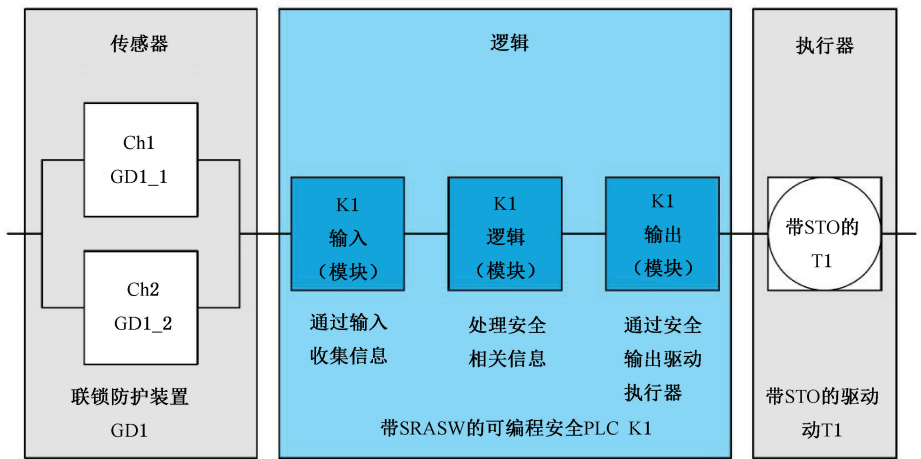 传感器
Ch1
GD1_1
Ch2
GD1_2
联锁防护装置
GD1
逻辑
K1
输入
（模块）
通过输入
收集信息
K1
逻辑
（模块）
处理安全
相关信息
K1
输出
（模块）
通过安全
输出驱动
执行器
带SRASW的可编程安全PLC K1
执行器
带STO的
T1
带STO的驱动
动T1